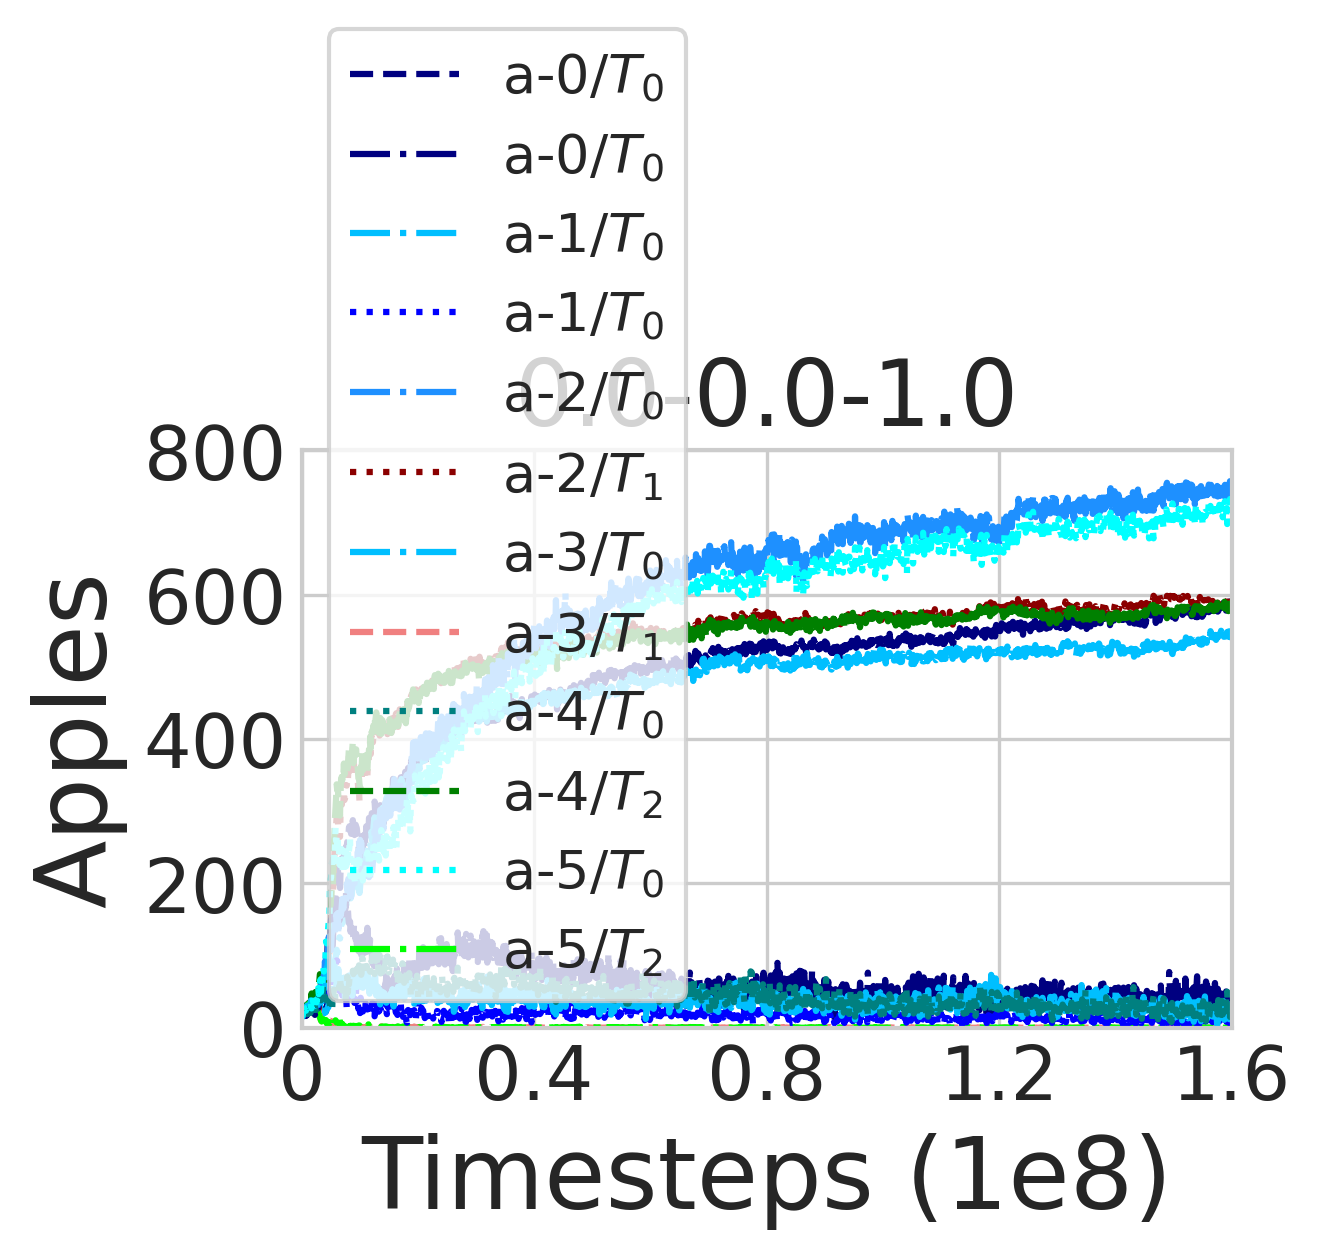 a-0/T₀
a-0/T₀
a-1/T₀
a-1/T₀
a-2/T₀
a-2/T₁
a-3/T₀
a-3/T₁
a-4/T₀
a-4/T₂
a-5/T₀
a-5/T₂
0.0-0.0-1.0
800
600
400
200
0
Apples
0 0.4 0.8 1.2 1.6
Timesteps (1e8)